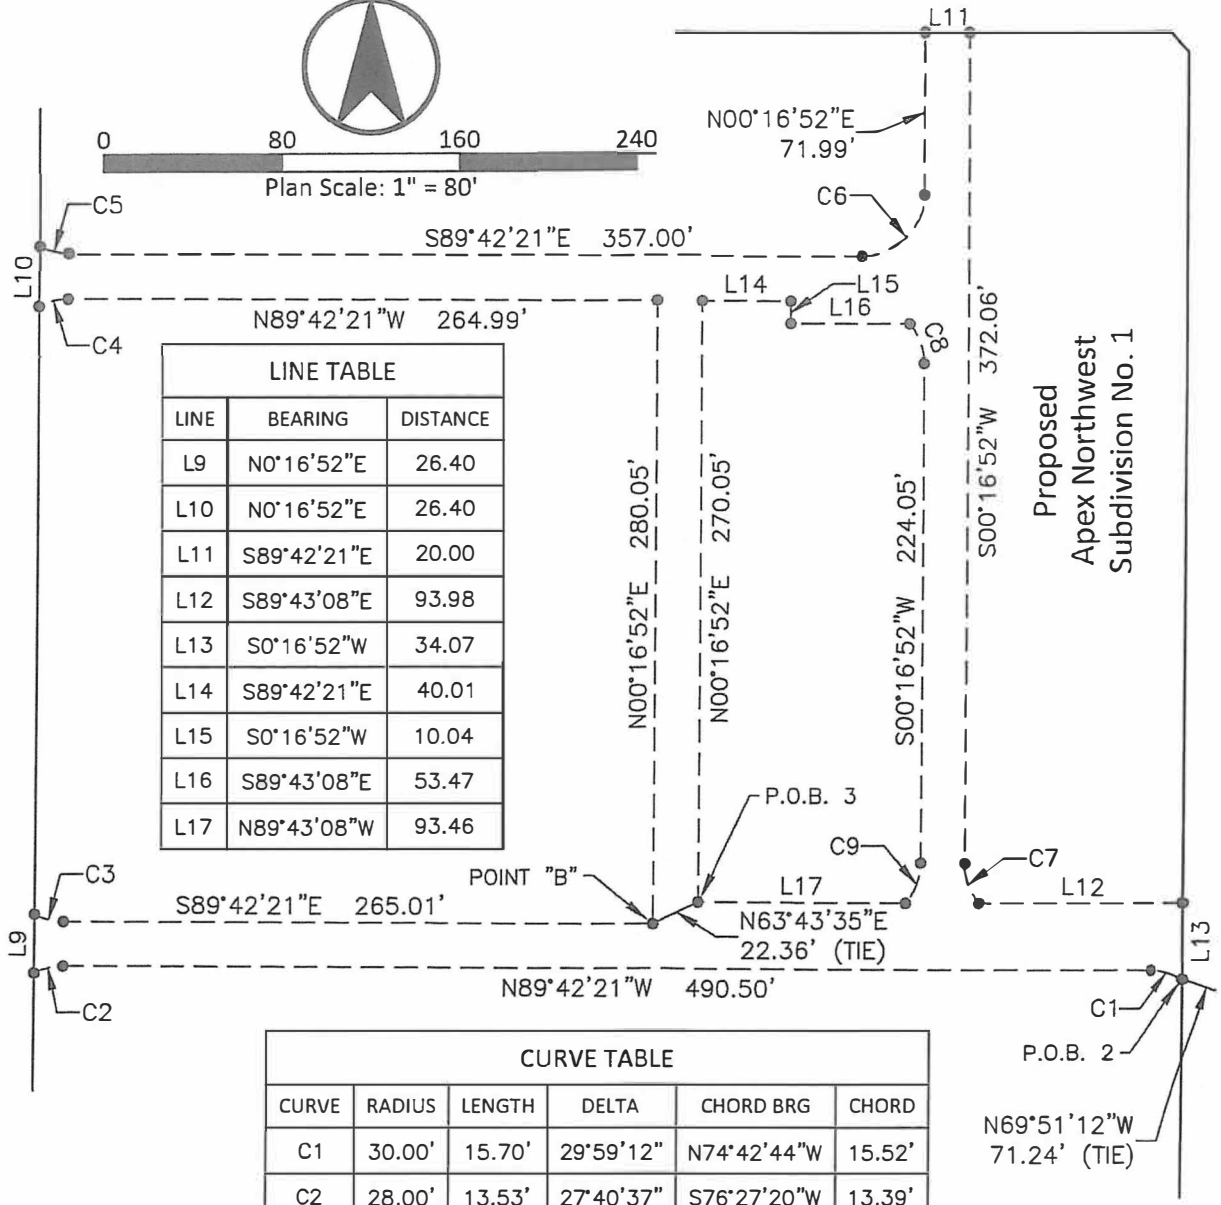 L11
N00°16'52"E
71.99'
0 80 160 240
Plan Scale: 1" = 80'
C6
C5
S89°42'21"E 357.00'
L10
L14
L15
L16
N89°42'21"W 264.99'
C4
C8
S00°16'52"W 372.06'
Proposed
Apex Northwest
Subdivision No. 1
LINE TABLE
LINE BEARING DISTANCE
L9 N0°16'52"E 26.40
L10 N0°16'52"E 26.40
L11 S89°42'21"E 20.00
L12 S89°43'08"E 93.98
L13 S0°16'52"W 34.07
L14 S89°42'21"E 40.01
L15 S0°16'52"W 10.04
L16 S89°43'08"E 53.47
L17 N89°43'08"W 93.46
N00°16'52"E 280.05'
N00°16'52"E 270.05'
S00°16'52"W 224.05'
P.O.B. 3
C9
C7
C3
POINT "B"
L17
L12
S89°42'21"E 265.01'
N63°43'35"E
22.36' (TIE)
L9
L13
N89°42'21"W 490.50'
C2
C1
P.O.B. 2
N69°51'12"W
71.24' (TIE)
CURVE TABLE
CURVE RADIUS LENGTH DELTA CHORD BRG CHORD
C1 30.00' 15.70' 29°59'12" N74°42'44"W 15.52'
C2 28.00' 13.53' 27°40'37" S76°27'20"W 13.39'